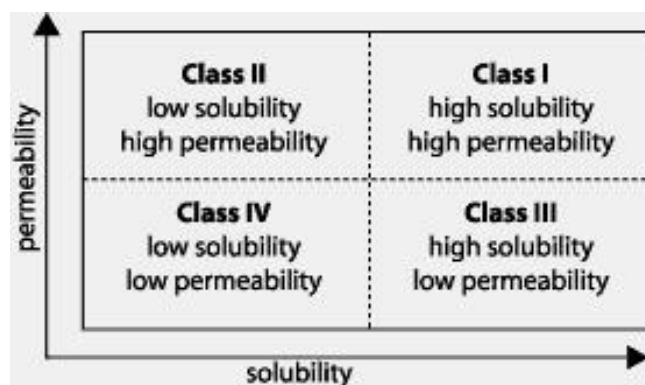 permeability
Class II
low solubility
high permeability
Class I
high solubility
high permeability
Class IV
low solubility
low permeability
Class III
high solubility
low permeability
solubility